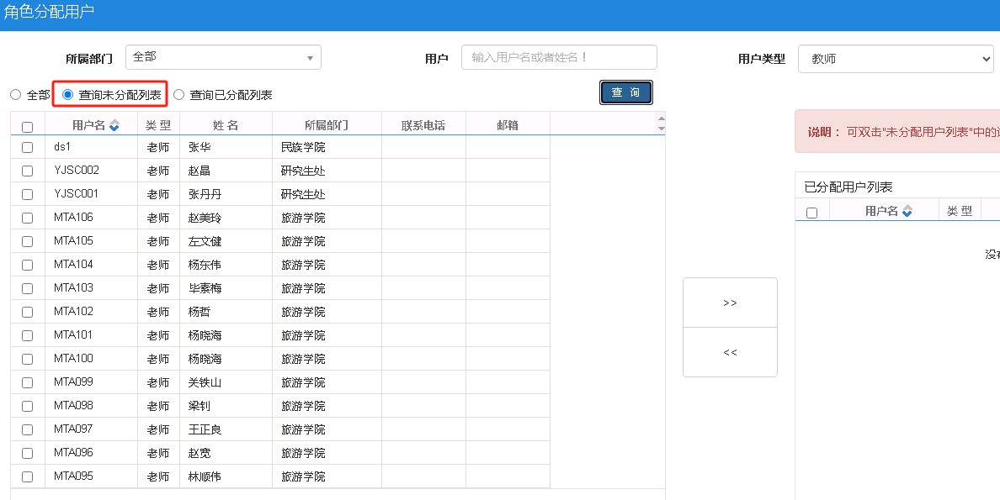 角色分配用户
所属部门 全部 用户 输入用户名或者姓名！ 用户类型 教师
全部 查询未分配列表 查询已分配列表 查 询
用户名 类 型 姓 名 所属部门 联系电话 邮箱
ds1 老师 张华 民族学院
YJSC002 老师 赵晶 研究生处
YJSC001 老师 张丹丹 研究生处
MTA106 老师 赵美玲 旅游学院
MTA105 老师 左文健 旅游学院
MTA104 老师 杨东伟 旅游学院
MTA103 老师 毕素梅 旅游学院
MTA102 老师 杨哲 旅游学院
MTA101 老师 杨晓海 旅游学院
MTA100 老师 杨晓海 旅游学院
MTA099 老师 关铁山 旅游学院
MTA098 老师 梁钊 旅游学院
MTA097 老师 王正良 旅游学院
MTA096 老师 赵宽 旅游学院
MTA095 老师 林顺伟 旅游学院
>>
<<
说明： 可双击"未分配用户列表"中的
已分配用户列表
用户名 类 型
没有